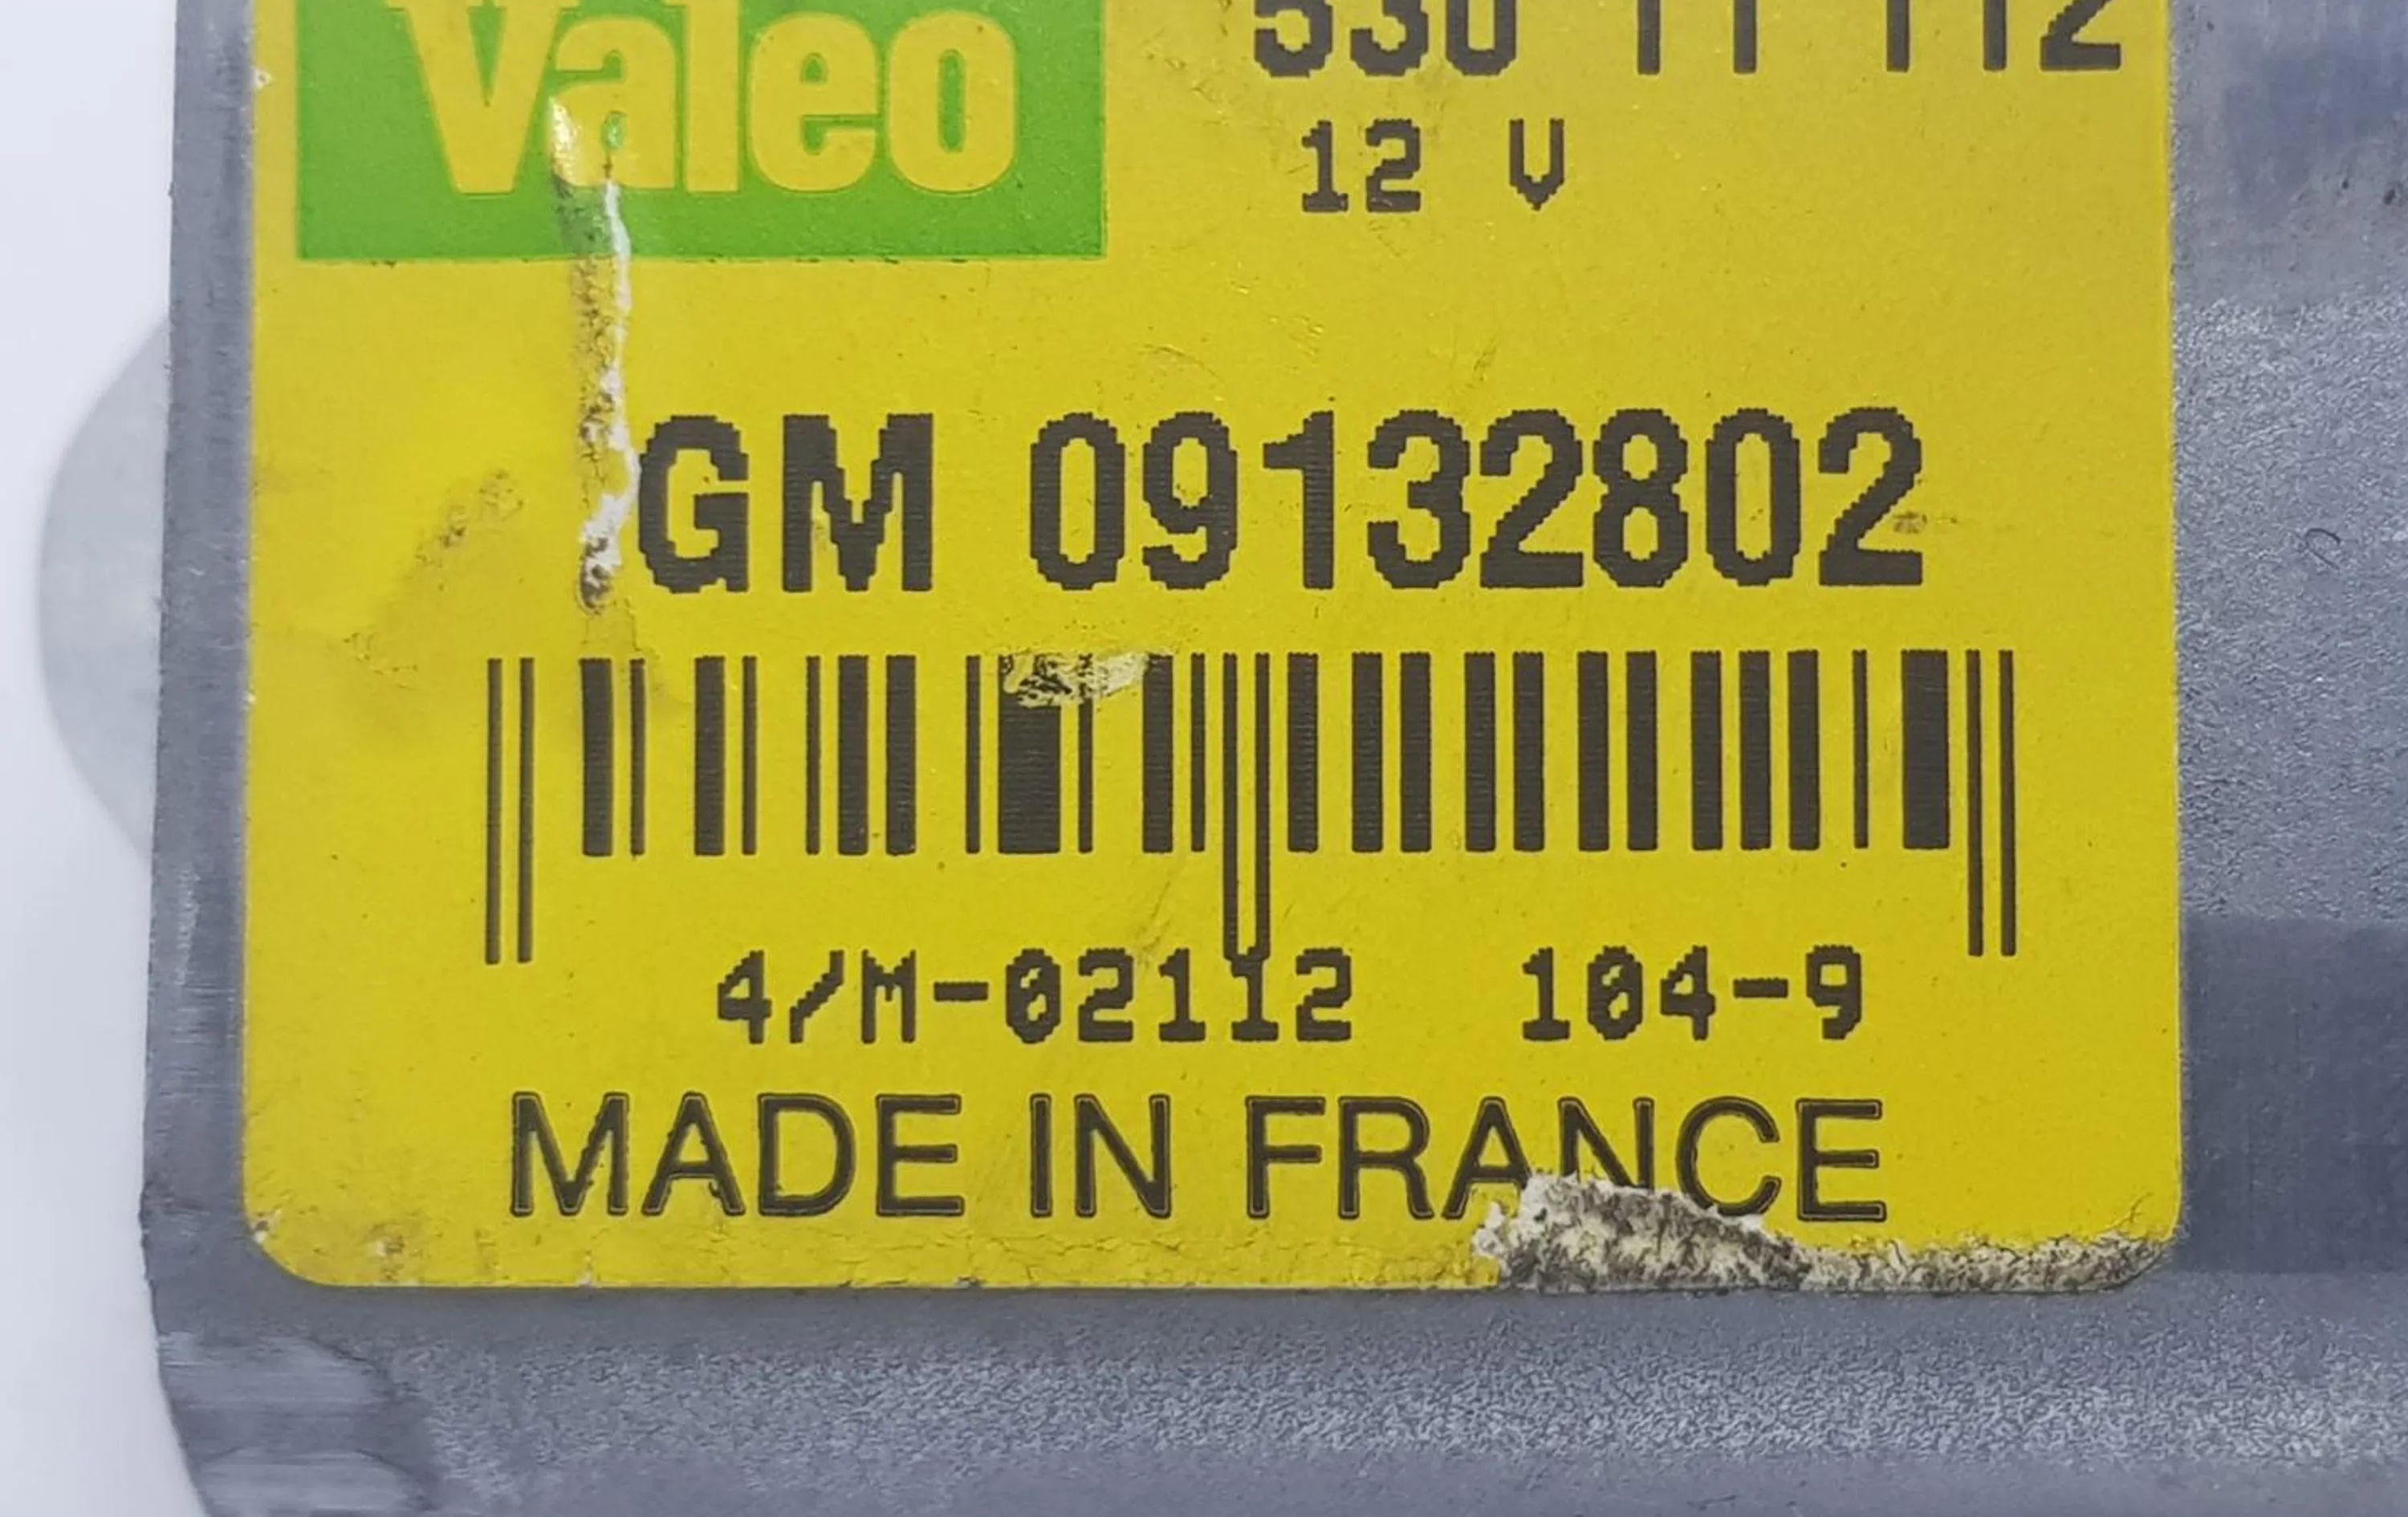 Valeo
530 11 112
12 V
GM 09132802
4/M-02112 104-9
MADE IN FRANCE